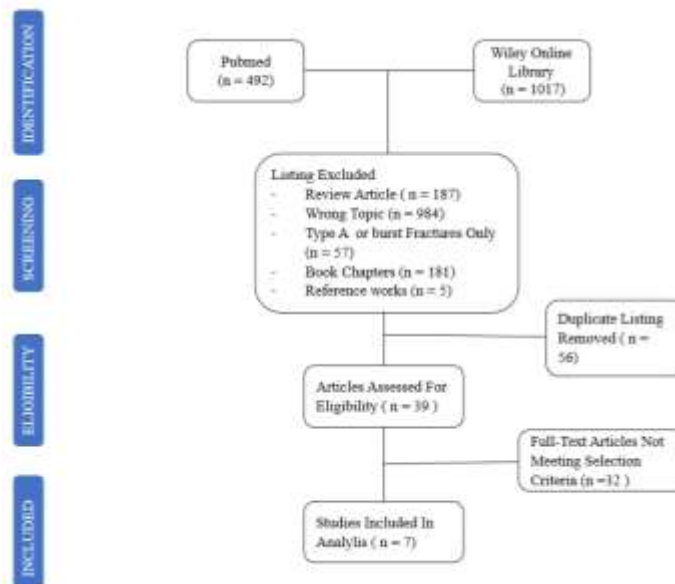 IDENTIFICATION
Pubmed
(n = 492)
Wiley Online
Library
(n = 1017)
SCREENING
Listing Excluded
- Review Article ( n = 187)
- Wrong Topic (n = 984)
- Type A or burst Fractures Only
(n = 57)
- Book Chapters (n = 181)
- Reference works (n = 5)
Duplicate Listing
Removed ( n =
56)
ELIGIBILITY
Articles Assessed For
Eligibility ( n = 39 )
Full-Text Articles Not
Meeting Selection
Criteria (n =32 )
INCLUDED
Studies Included In
Analylis ( n = 7)